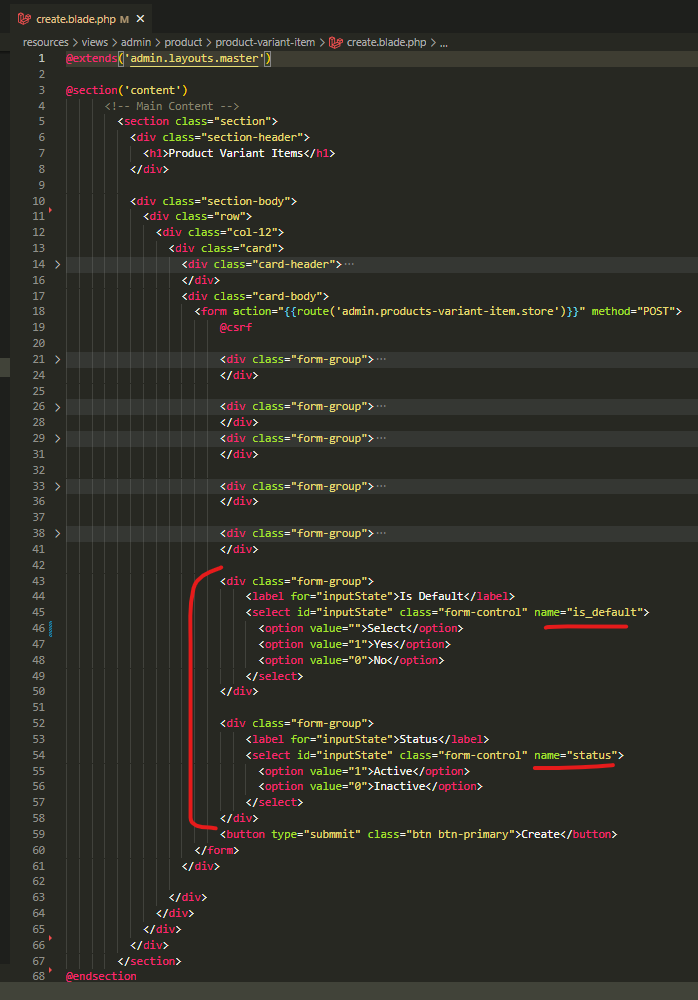 create.blade.php M ×
resources > views > admin > product > product-variant-item > create.blade.php > ...
1 @extends('admin.layouts.master')
2
3 @section('content')
4 <!-- Main Content -->
5 <section class="section">
6 <div class="section-header">
7 <h1>Product Variant Items</h1>
8 </div>
9
10 <div class="section-body">
11 <div class="row">
12 <div class="col-12">
13 <div class="card">
14 <div class="card-header">…
16 </div>
17 <div class="card-body">
18 <form action="{{route('admin.products-variant-item.store')}}" method="POST">
19 @csrf
20
21 <div class="form-group">…
24 </div>
25
26 <div class="form-group">…
28 </div>
29 <div class="form-group">…
31 </div>
32
33 <div class="form-group">…
36 </div>
37
38 <div class="form-group">…
41 </div>
42
43 <div class="form-group">
44 <label for="inputState">Is Default</label>
45 <select id="inputState" class="form-control" name="is_default">
46 <option value="">Select</option>
47 <option value="1">Yes</option>
48 <option value="0">No</option>
49 </select>
50 </div>
51
52 <div class="form-group">
53 <label for="inputState">Status</label>
54 <select id="inputState" class="form-control" name="status">
55 <option value="1">Active</option>
56 <option value="0">Inactive</option>
57 </select>
58 </div>
59 <button type="submmit" class="btn btn-primary">Create</button>
60 </form>
61 </div>
62
63 </div>
64 </div>
65 </div>
66 </div>
67 </section>
68 @endsection